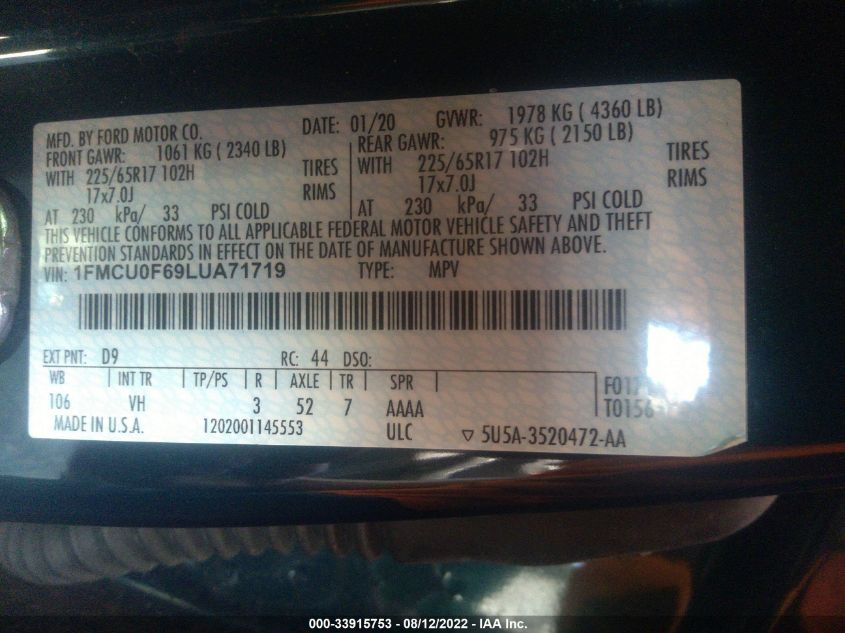 MFD. BY FORD MOTOR CO. DATE: 01/20 GVWR: 1978 KG ( 4360 LB)
FRONT GAWR: 1061 KG ( 2340 LB) REAR GAWR: 975 KG ( 2150 LB)
WITH 225/65R17 102H TIRES WITH 225/65R17 102H TIRES
17x7.0J RIMS 17x7.0J RIMS
AT 230 kPa/ 33 PSI COLD AT 230 kPa/ 33 PSI COLD
THIS VEHICLE CONFORMS TO ALL APPLICABLE FEDERAL MOTOR VEHICLE SAFETY AND THEFT
PREVENTION STANDARDS IN EFFECT ON THE DATE OF MANUFACTURE SHOWN ABOVE.
VIN: 1FMCU0F69LUA71719 TYPE: MPV
EXT PNT: D9 RC: 44 DSO:
WB INT TR TP/PS R AXLE TR SPR
106 VH 3 52 7 AAAA
MADE IN U.S.A. 1202001145553 ULC 5U5A-3520472-AA
000-33915753 - 08/12/2022 - IAA Inc.